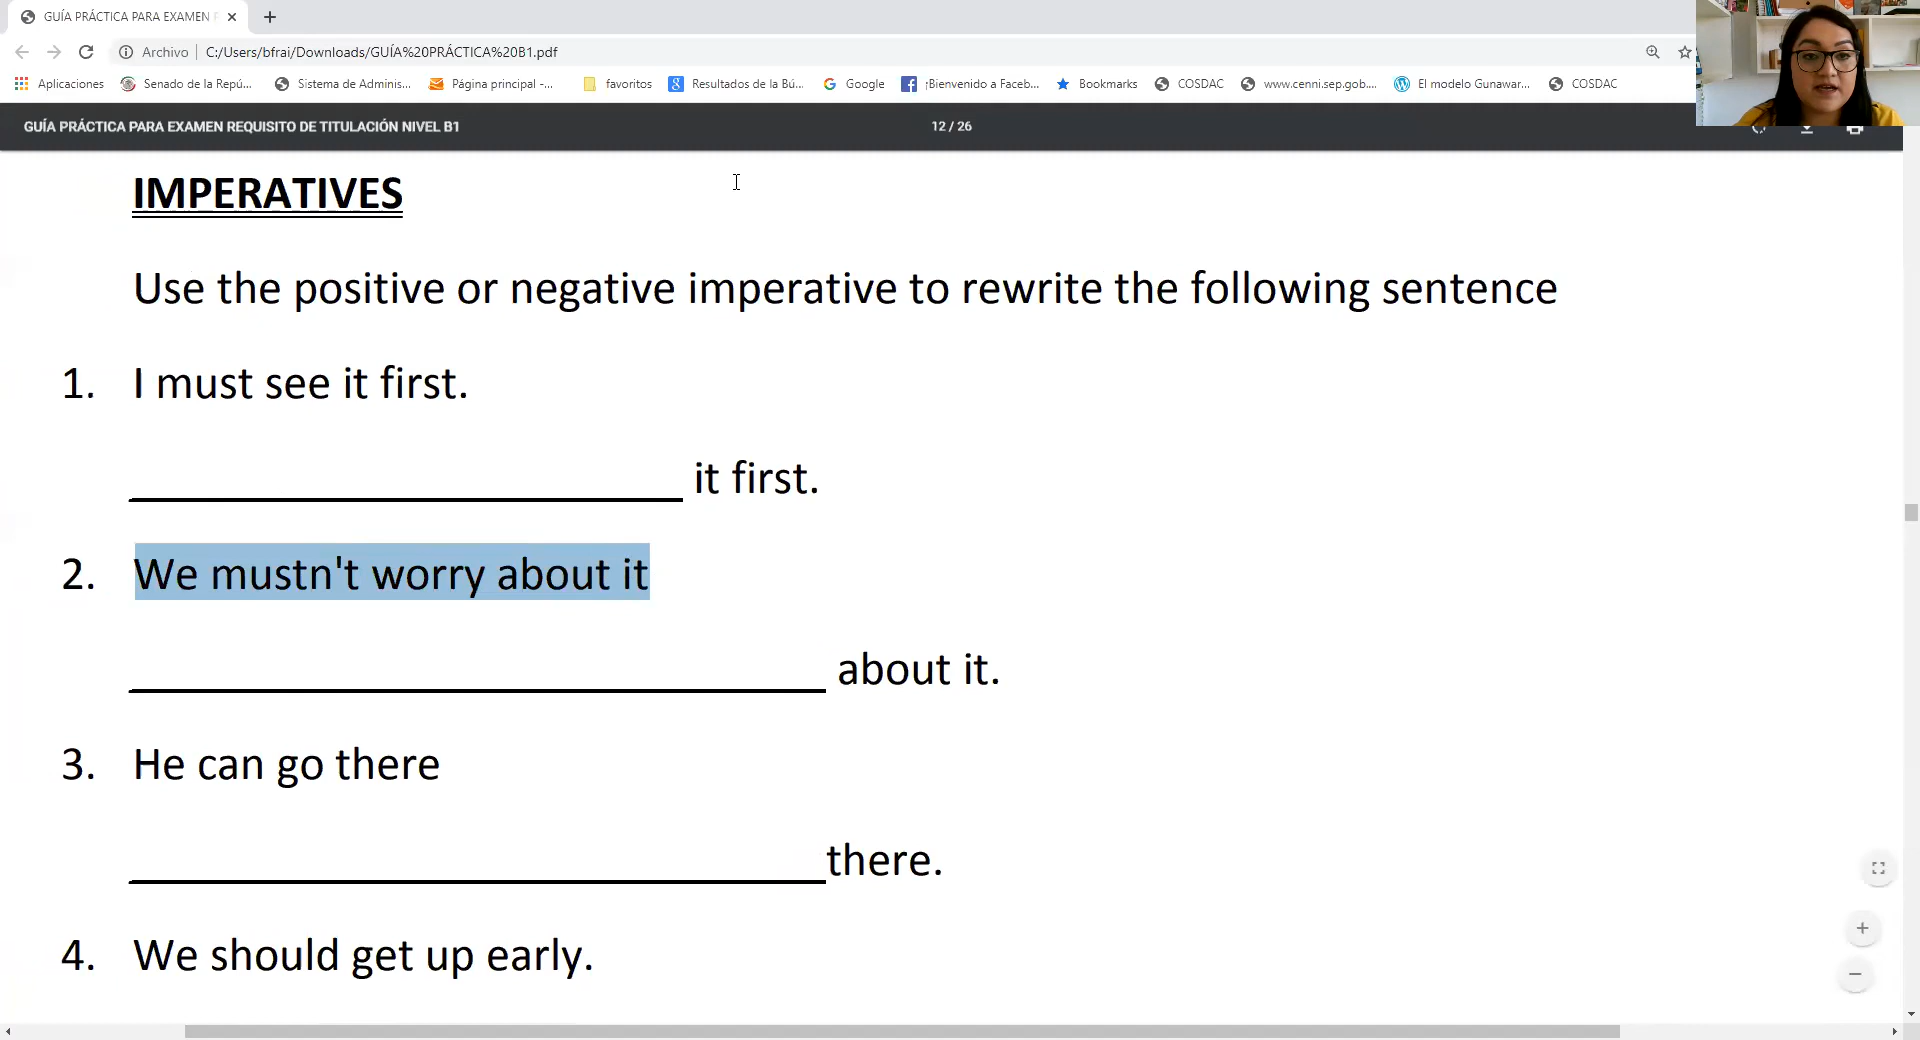 GUÍA PRÁCTICA PARA EXAMEN
Archivo C:/Users/bfrai/Downloads/GUÍA%20PRÁCTICA%20B1.pdf
Aplicaciones Senado de la Repú... Sistema de Adminis... Página principal -... favoritos Resultados de la Bú... Google ¡Bienvenido a Faceb... Bookmarks COSDAC www.cenni.sep.gob.... El modelo Gunawar... COSDAC
GUÍA PRÁCTICA PARA EXAMEN REQUISITO DE TITULACIÓN NIVEL B1 12 / 26
IMPERATIVES
Use the positive or negative imperative to rewrite the following sentence
1. I must see it first.
it first.
2. We mustn't worry about it
about it.
3. He can go there
there.
4. We should get up early.